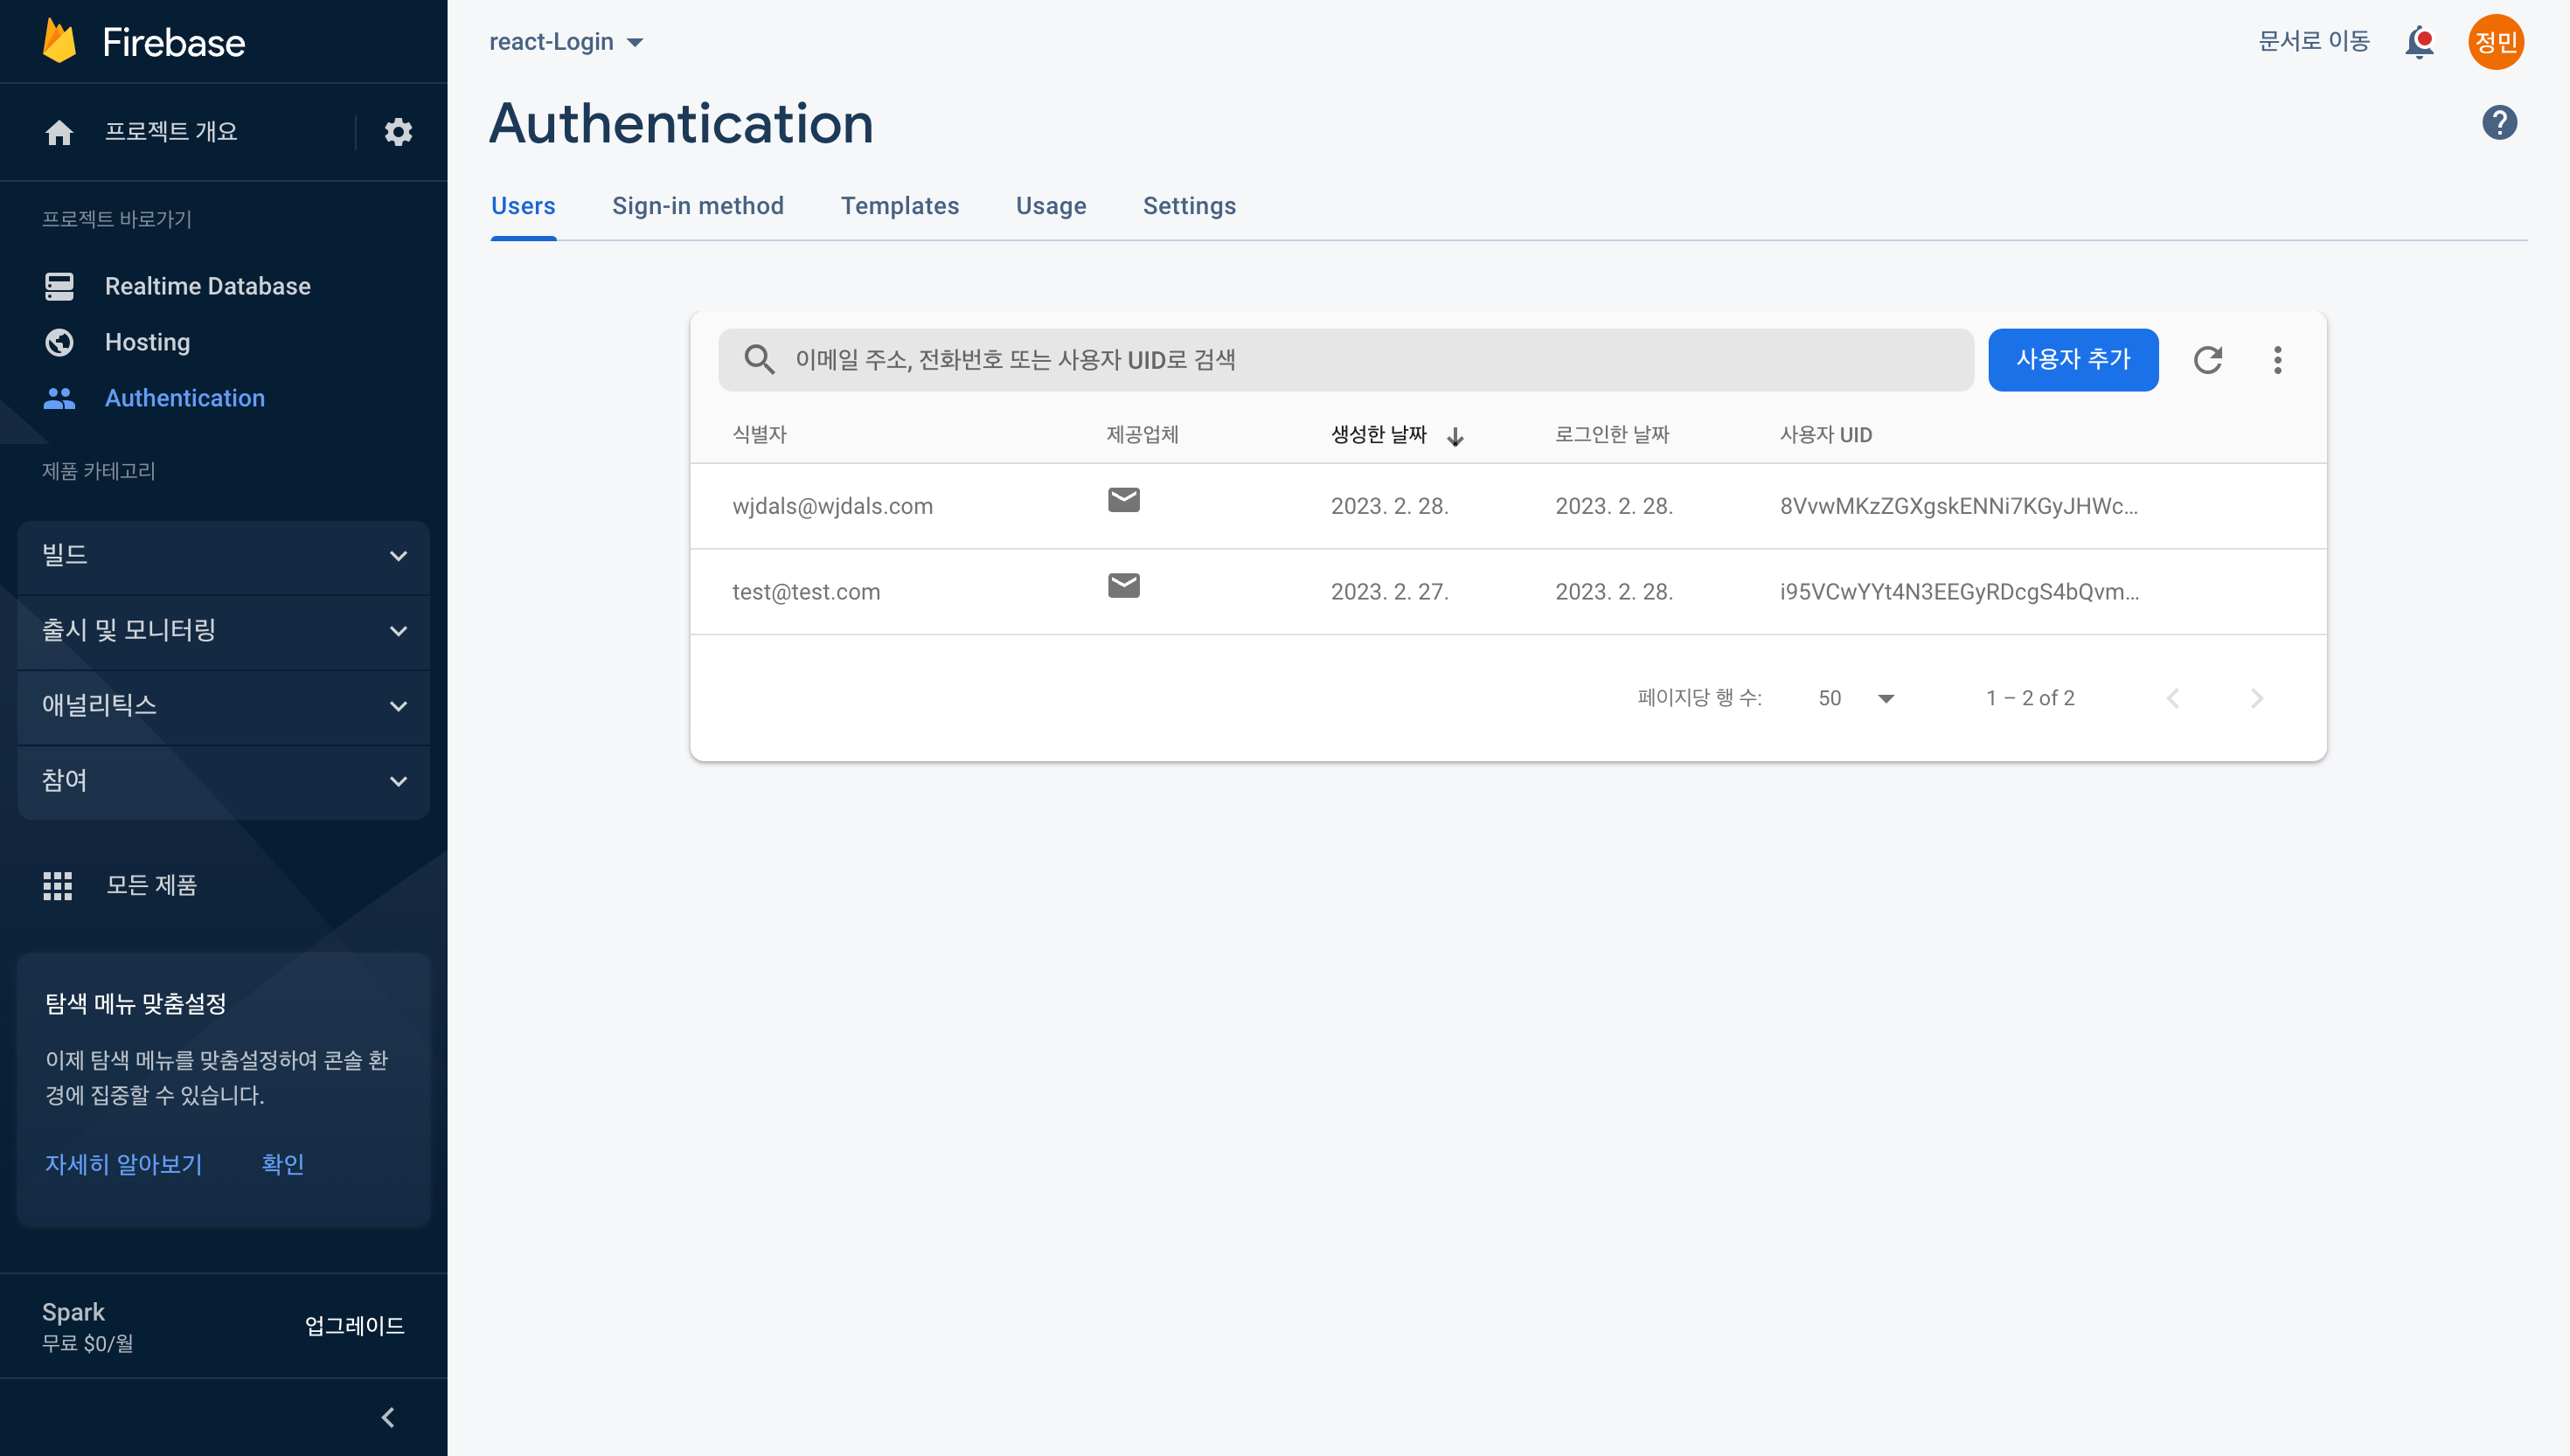 Firebase
프로젝트 개요
프로젝트 바로가기
Realtime Database
Hosting
Authentication
제품 카테고리
빌드
출시 및 모니터링
애널리틱스
참여
모든 제품
탐색 메뉴 맞춤설정
이제 탐색 메뉴를 맞춤설정하여 콘솔 환
경에 집중할 수 있습니다.
자세히 알아보기 확인
Spark
무료 $0/월
업그레이드
react-Login
문서로 이동
정민
Authentication
Users Sign-in method Templates Usage Settings
이메일 주소, 전화번호 또는 사용자 UID로 검색
사용자 추가
식별자 제공업체 생성한 날짜 로그인한 날짜 사용자 UID
wjdals@wjdals.com 2023. 2. 28. 2023. 2. 28. 8VvwMKzZGXgskENNi7KGyJHWc...
test@test.com 2023. 2. 27. 2023. 2. 28. i95VCwYYt4N3EEGyRDcgS4bQvm...
페이지당 행 수: 50 1 – 2 of 2